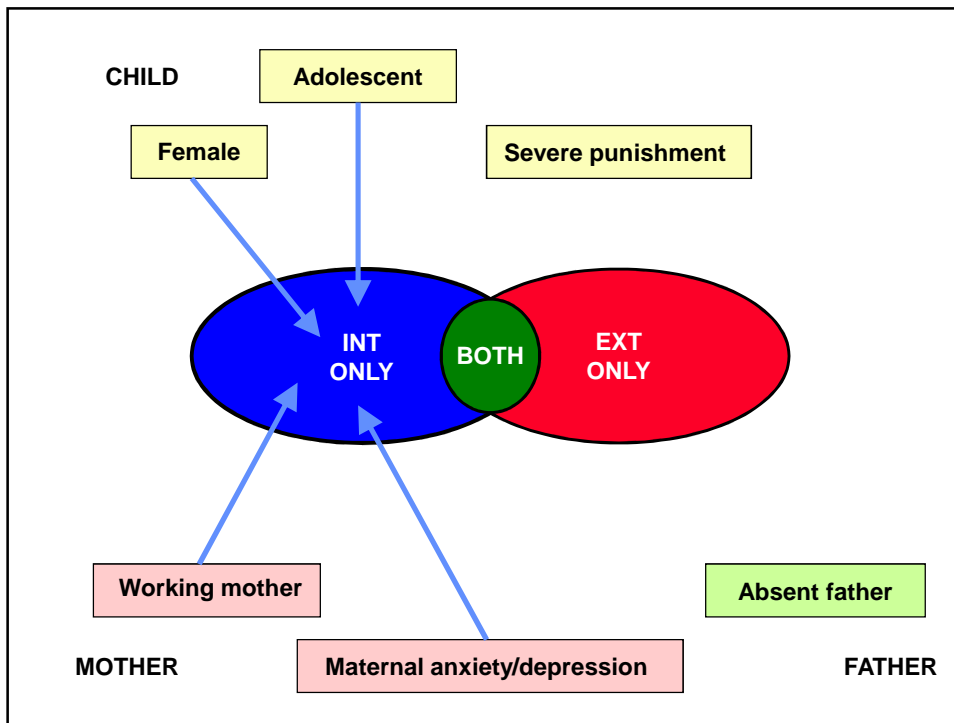 CHILD
Adolescent
Female
Severe punishment
INT
ONLY
BOTH
EXT
ONLY
Working mother
Absent father
MOTHER
Maternal anxiety/depression
FATHER